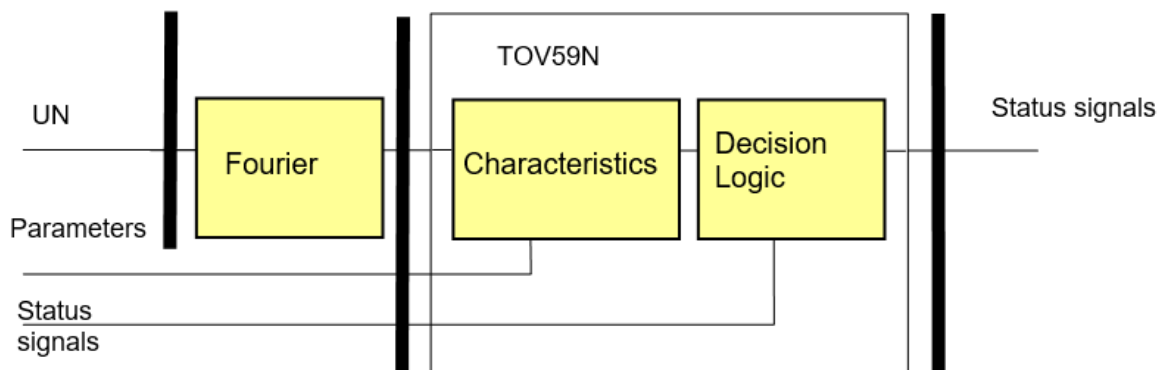 TOV59N
UN
Status signals
Fourier
Characteristics
Decision
Logic
Parameters
Status
signals